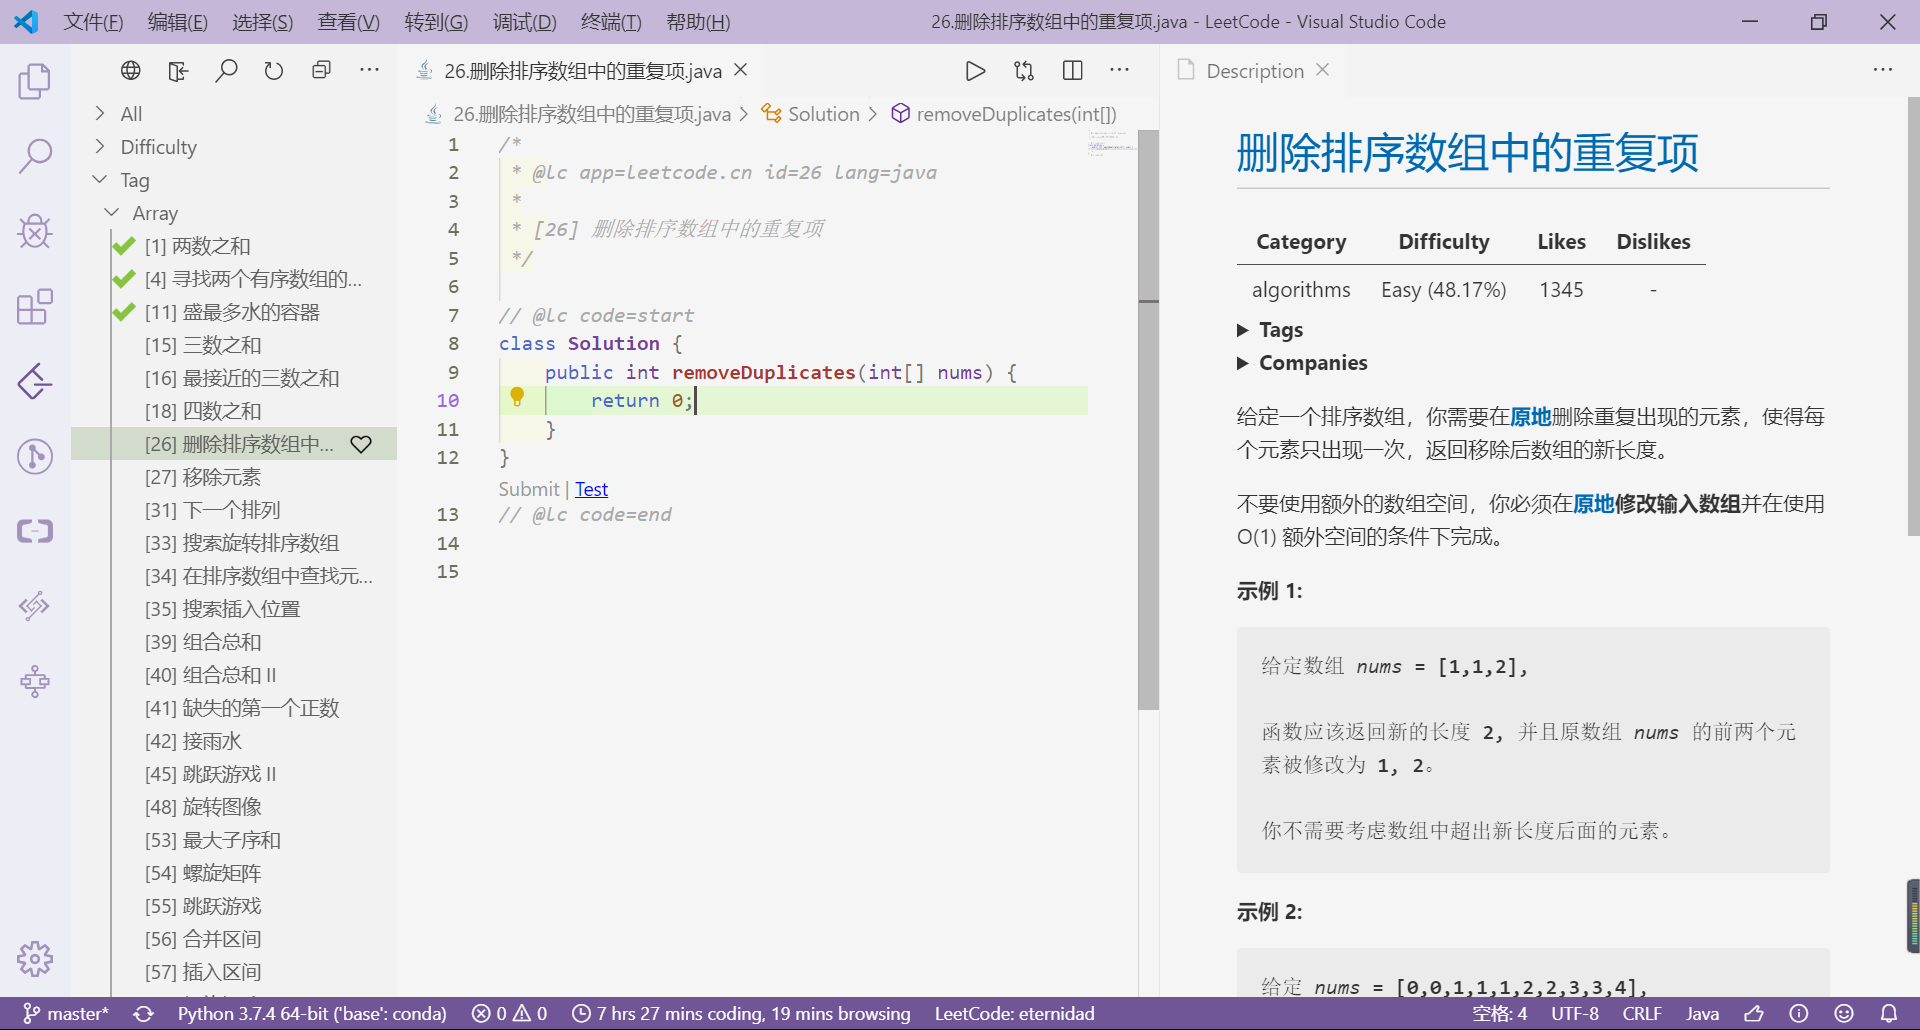 文件(F) 编辑(E) 选择(S) 查看(V) 转到(G) 调试(D) 终端(T) 帮助(H) 26.删除排序数组中的重复项.java - LeetCode - Visual Studio Code
All
Difficulty
Tag
Array
[1] 两数之和
[4] 寻找两个有序数组的...
[11] 盛最多水的容器
[15] 三数之和
[16] 最接近的三数之和
[18] 四数之和
[26] 删除排序数组中...
[27] 移除元素
[31] 下一个排列
[33] 搜索旋转排序数组
[34] 在排序数组中查找元...
[35] 搜索插入位置
[39] 组合总和
[40] 组合总和 II
[41] 缺失的第一个正数
[42] 接雨水
[45] 跳跃游戏 II
[48] 旋转图像
[53] 最大子序和
[54] 螺旋矩阵
[55] 跳跃游戏
[56] 合并区间
[57] 插入区间
26.删除排序数组中的重复项.java
26.删除排序数组中的重复项.java > Solution > removeDuplicates(int[])
1 /*
2 * @lc app=leetcode.cn id=26 lang=java
3 *
4 * [26] 删除排序数组中的重复项
5 */
6
7 // @lc code=start
8 class Solution {
9 public int removeDuplicates(int[] nums) {
10 return 0;
11 }
12 }
Submit | Test
13 // @lc code=end
14
15
Description
删除排序数组中的重复项
Category Difficulty Likes Dislikes
algorithms Easy (48.17%) 1345 -
Tags
Companies
给定一个排序数组，你需要在原地删除重复出现的元素，使得每
个元素只出现一次，返回移除后数组的新长度。
不要使用额外的数组空间，你必须在原地修改输入数组并在使用
O(1) 额外空间的条件下完成。
示例 1:
给定数组 nums = [1,1,2],
函数应该返回新的长度 2, 并且原数组 nums 的前两个元
素被修改为 1, 2。
你不需要考虑数组中超出新长度后面的元素。
示例 2:
给定 nums = [0,0,1,1,1,2,2,3,3,4],
master* Python 3.7.4 64-bit ('base': conda) 0 0 7 hrs 27 mins coding, 19 mins browsing LeetCode: eternidad 空格: 4 UTF-8 CRLF Java